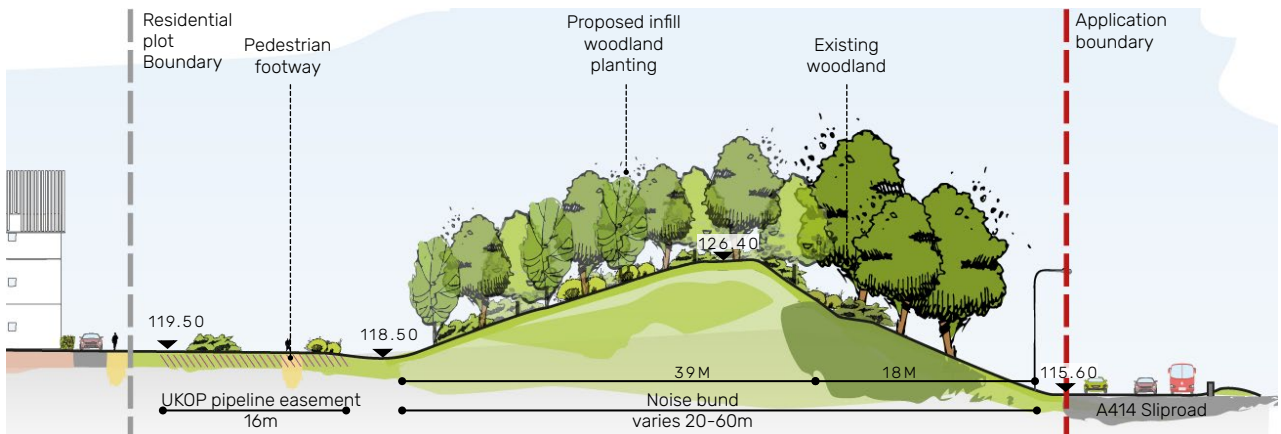 Residential
plot
Boundary
Pedestrian
footway
Proposed infill
woodland
planting
Existing
woodland
Application
boundary
126.40
119.50
118.50
39M
18M
115.60
UKOP pipeline easement
16m
Noise bund
varies 20-60m
A414 Sliproad